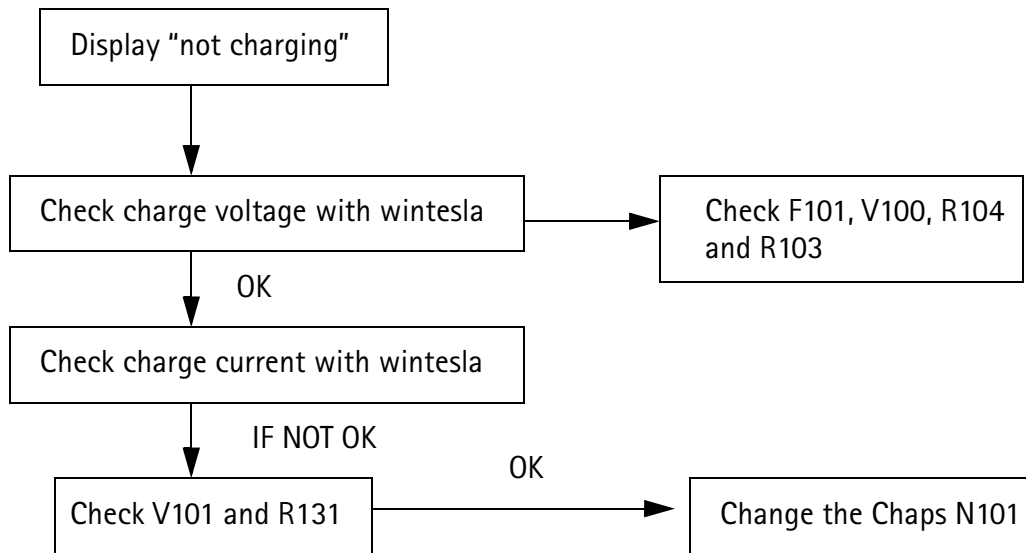 Display “not charging”
Check charge voltage with wintesla
Check F101, V100, R104
and R103
OK
Check charge current with wintesla
IF NOT OK
OK
Check V101 and R131
Change the Chaps N101